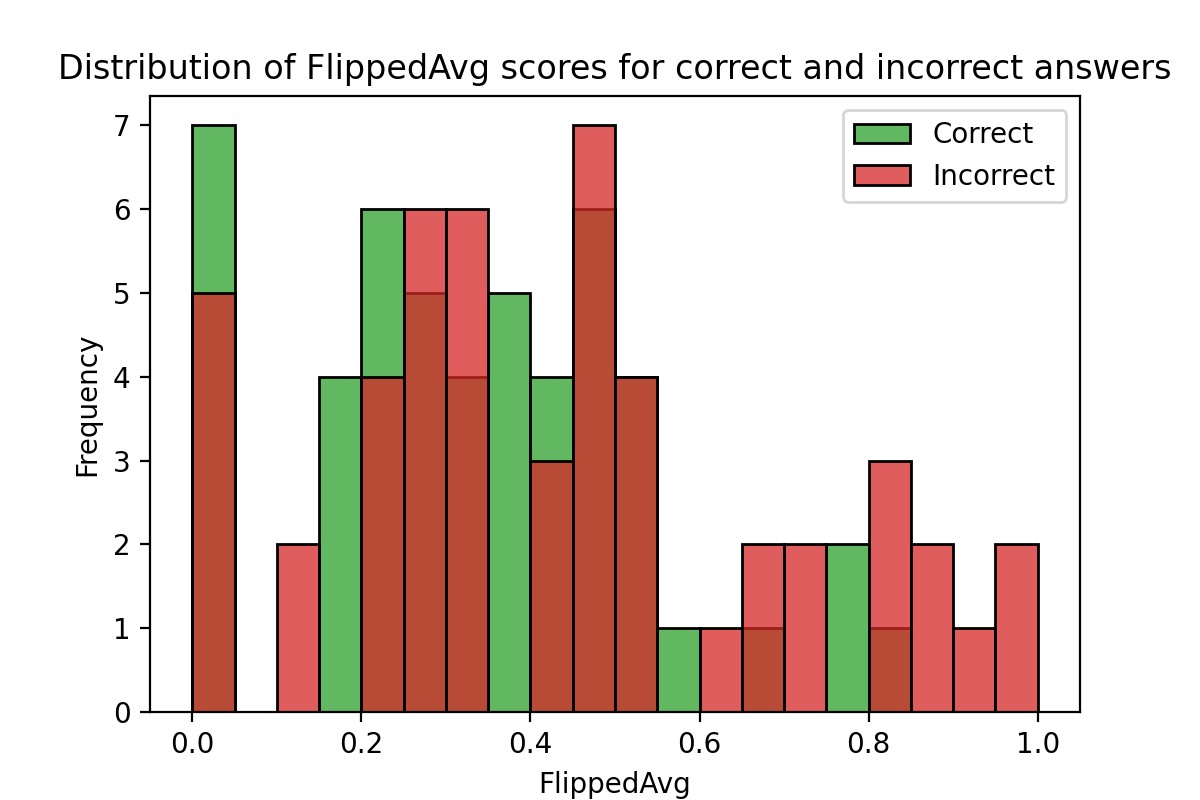 Distribution of FlippedAvg scores for correct and incorrect answers
Correct
Incorrect
7
6
5
4
3
2
1
0
Frequency
0.0 0.2 0.4 0.6 0.8 1.0
FlippedAvg